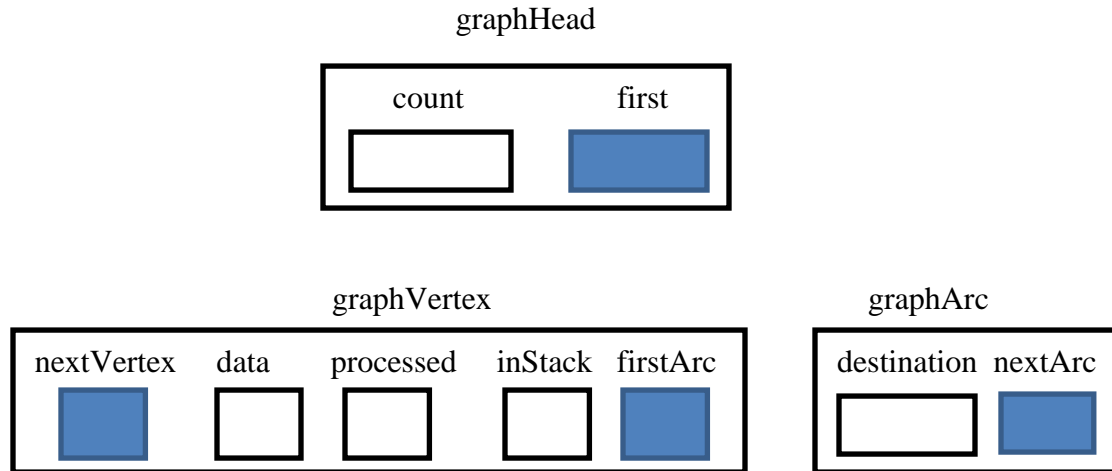 graphHead
count first
graphVertex graphArc
nextVertex data processed inStack firstArc destination nextArc